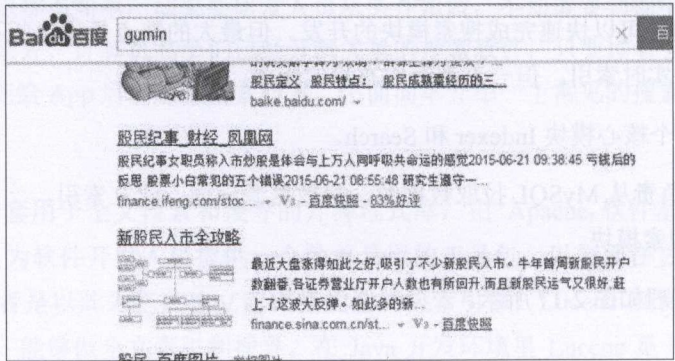 Baidu百度 gumin × 百
股民定义 股民特点： 股民成熟童经历的三...
baike.baidu.com/
股民纪事_财经_凤凰网
股民纪事女职员称入市炒股是体会与上万人同呼吸共命运的感觉2015-06-21 09:38:45 亏钱后的
反思 股票小白常犯的五个错误2015-06-21 08:55:48 研究生遵守...
finance.ifeng.com/stoc... - V3 - 百度快照 - 83%好评
新股民入市全攻略
最近大盘涨得如此之好,吸引了不少新股民入市。牛年首周新股民开户
数翻番,各证券营业厅开户人数也有所回升,而且新股民运气又很好,赶
上了这波大反弹。如此多的新...
finance.sina.com.cn/st... - V3 - 百度快照
股民_百度图片